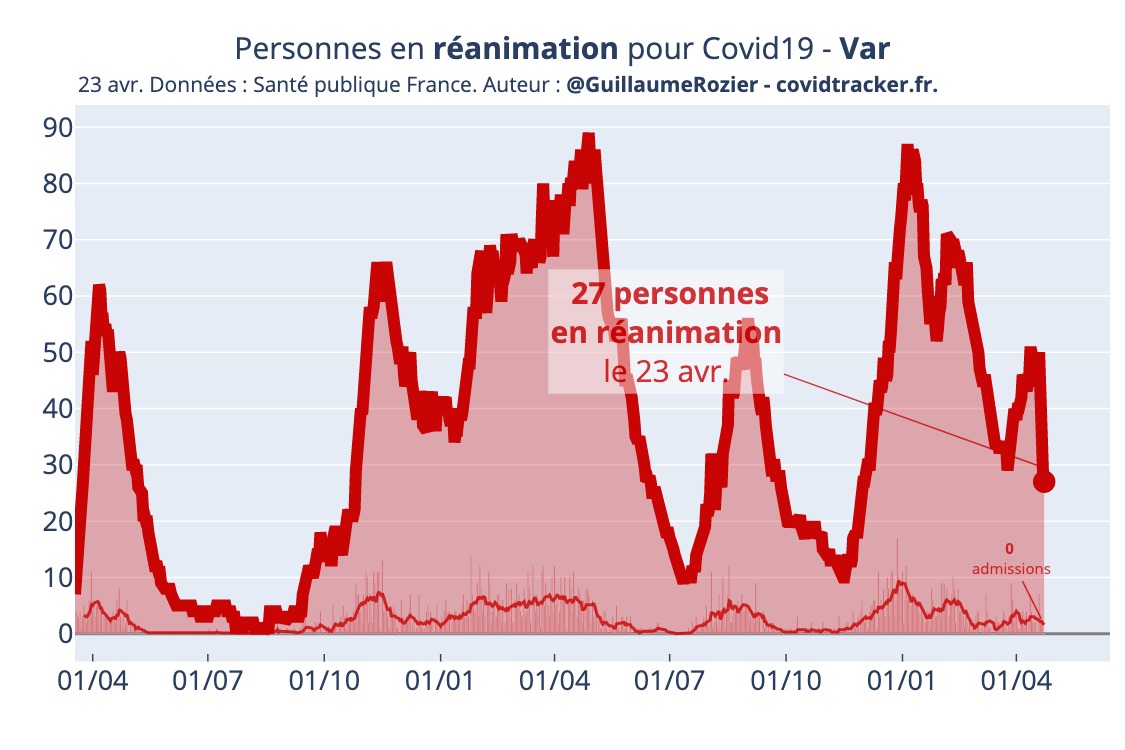 Personnes en réanimation pour Covid19 - Var
23 avr. Données : Santé publique France. Auteur : @GuillaumeRozier - covidtracker.fr.
90
80
70
60
50
40
30
20
10
0
27 personnes
en réanimation
le 23 avr.
0
admissions
01/04 01/07 01/10 01/01 01/04 01/07 01/10 01/01 01/04